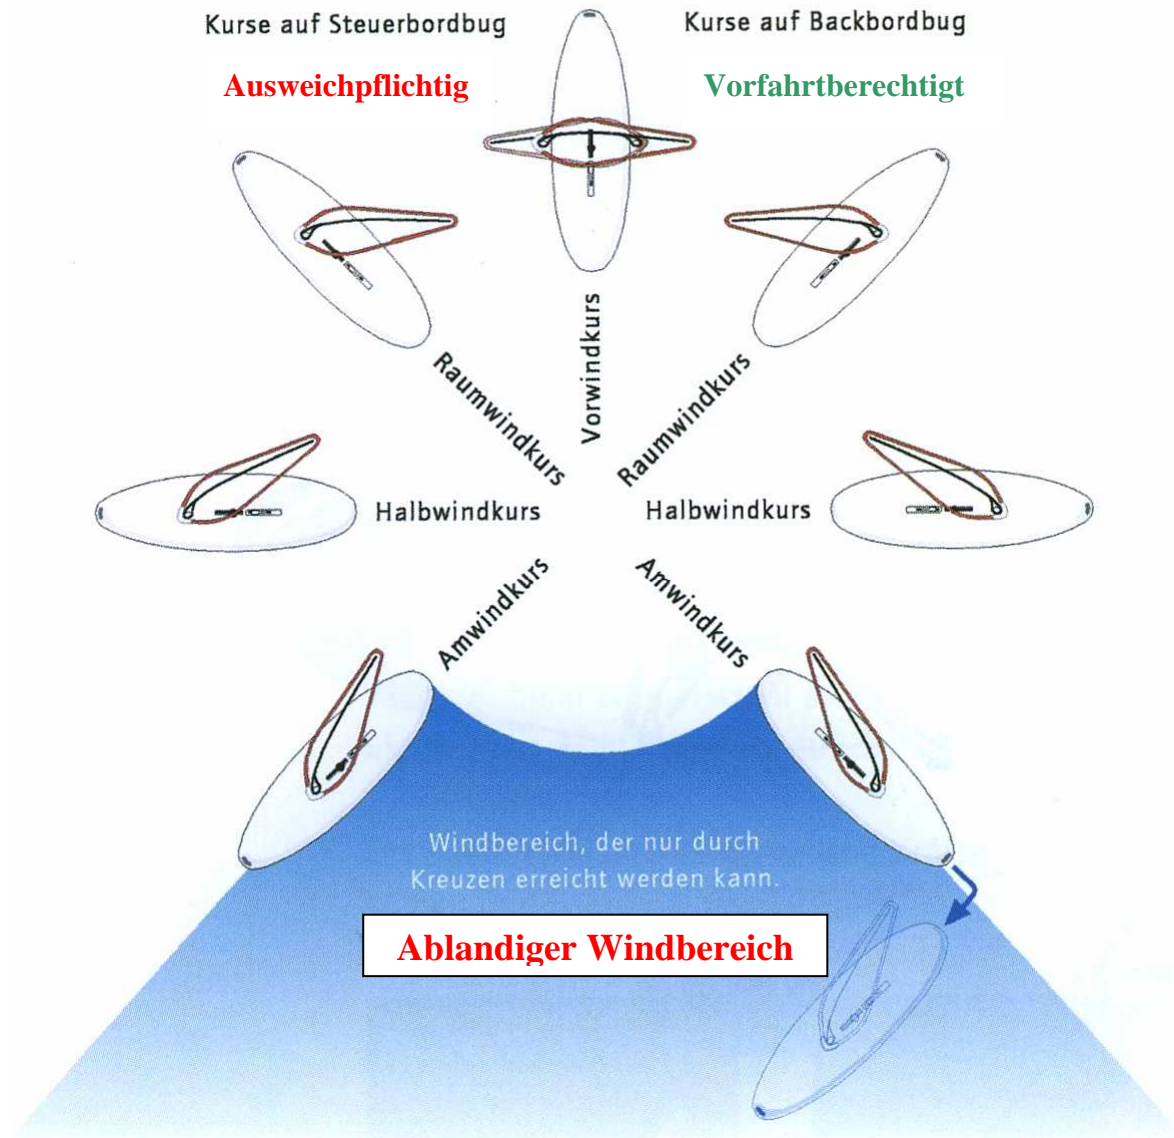 Kurse auf Steuerbordbug
Kurse auf Backbordbug
Ausweichpflichtig
Vorfahrtberechtigt
Vorwindkurs
Raumwindkurs
Raumwindkurs
Halbwindkurs
Halbwindkurs
Amwindkurs
Amwindkurs
Windbereich, der nur durch
Kreuzen erreicht werden kann.
Ablandiger Windbereich